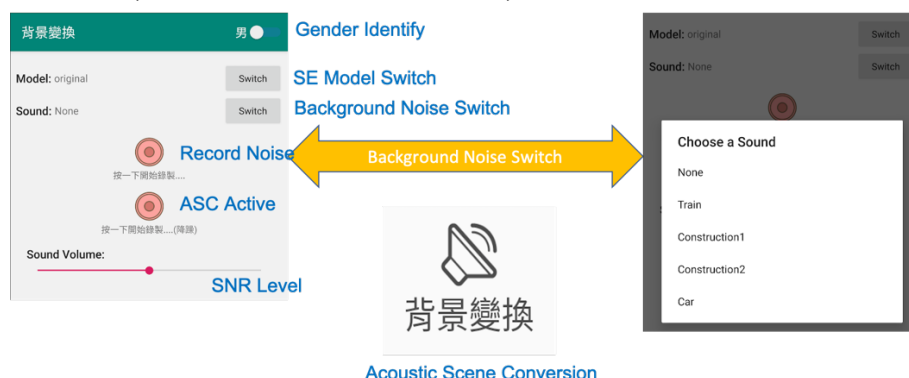 背景變換
男
Gender Identify
Model: original
Switch
SE Model Switch
Sound: None
Switch
Background Noise Switch
Record Noise
按一下開始錄製....
ASC Active
按一下開始錄製....(降躁)
Sound Volume:
SNR Level
Background Noise Switch
背景變換
Acoustic Scene Conversion
Model: original
Switch
Sound: None
Switch
Choose a Sound
None
Train
Construction1
Construction2
Car